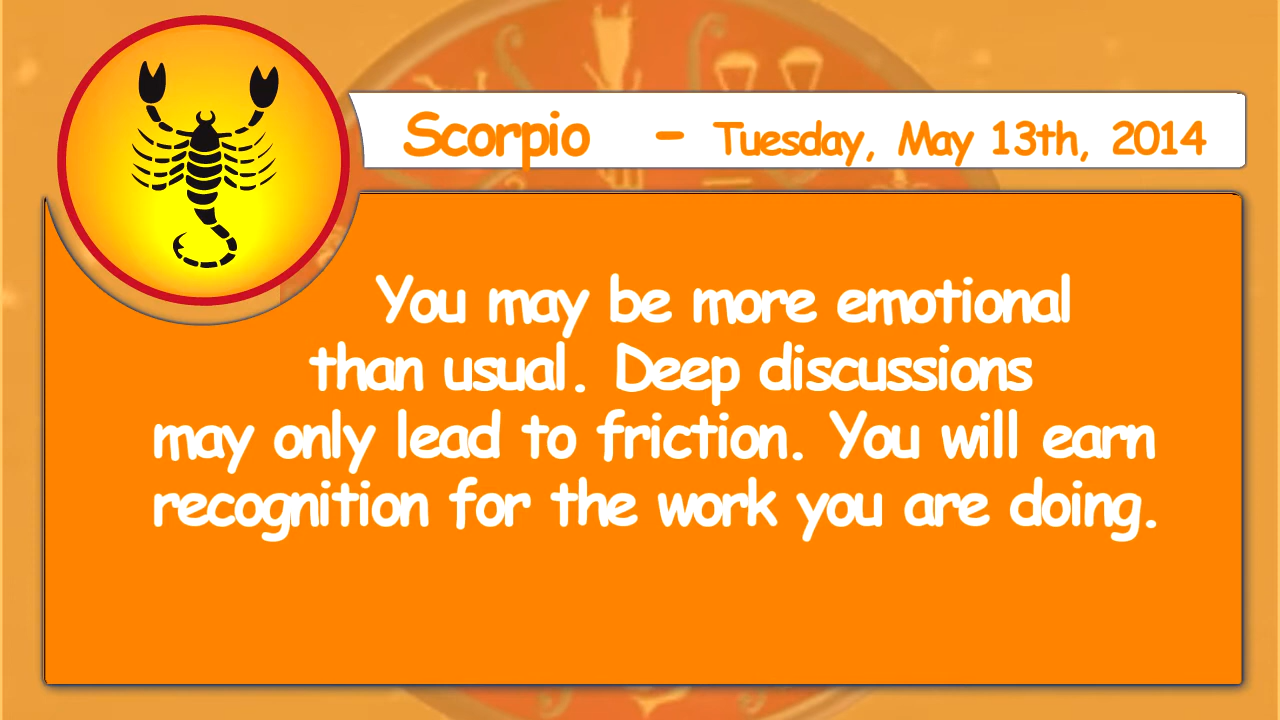 Scorpio - Tuesday, May 13th, 2014
You may be more emotional
than usual. Deep discussions
may only lead to friction. You will earn
recognition for the work you are doing.